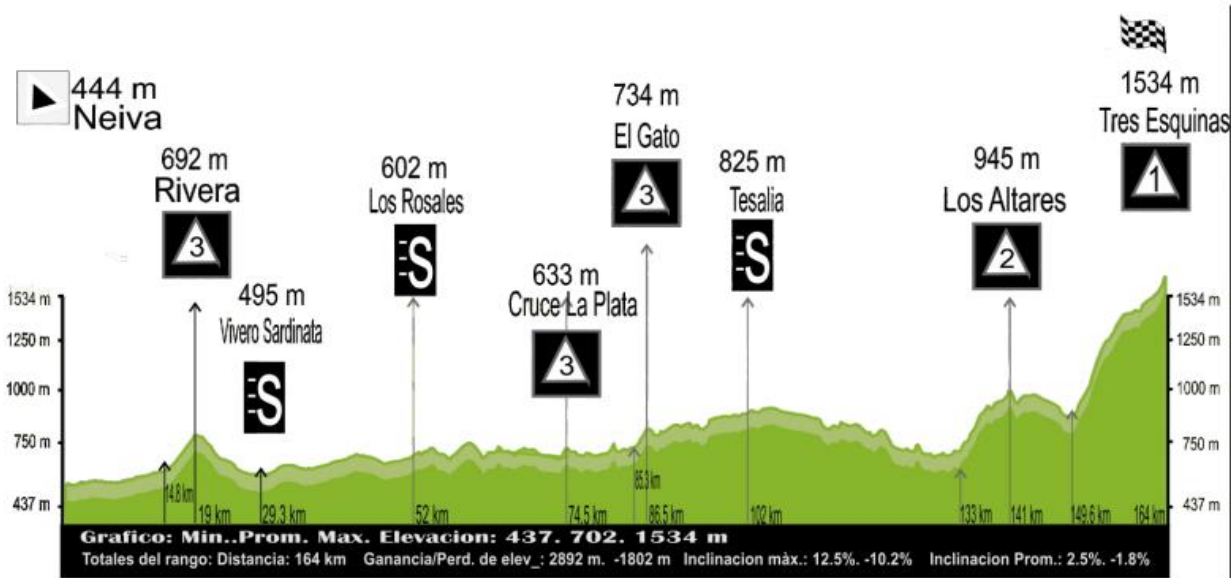 444 m
Neiva
692 m
Rivera
3
495 m
Vivero Sardinata
S
602 m
Los Rosales
S
633 m
Cruce La Plata
3
734 m
El Gato
3
825 m
Tesalia
S
945 m
Los Altares
2
1534 m
Tres Esquinas
1
1534 m
1250 m
1000 m
750 m
437 m
1534 m
1250 m
1000 m
750 m
437 m
14.8 km
19 km
29.3 km
52 km
74,5 km
85.3 km
86.5 km
102 km
133 km
141 km
149.6 km
164 km
Grafico: Min..Prom. Max. Elevacion: 437. 702. 1534 m
Totales del rango: Distancia: 164 km Ganancia/Perd. de elev_: 2892 m. -1802 m Inclinacion màx.: 12.5%. -10.2% Inclinacion Prom.: 2.5%. -1.8%